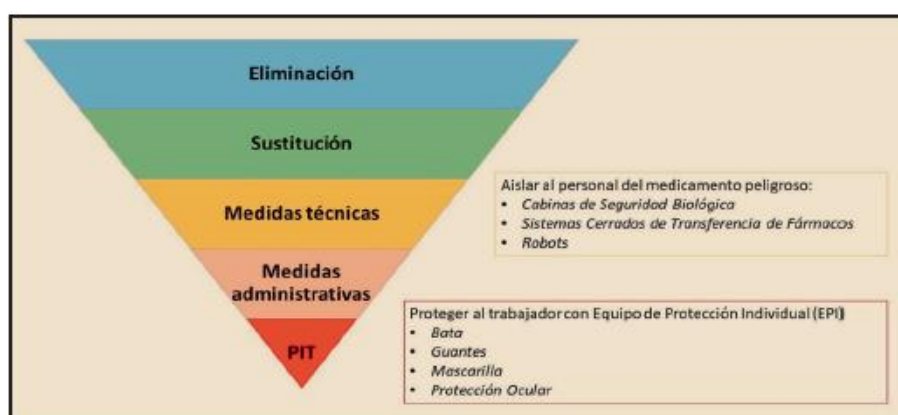 Eliminación
Sustitución
Medidas técnicas
Medidas
administrativas
PIT
Aislar al personal del medicamento peligroso:
• Cabinas de Seguridad Biológica
• Sistemas Cerrados de Transferencia de Fármacos
• Robots
Proteger al trabajador con Equipo de Protección Individual (EPI)
• Bata
• Guantes
• Mascarilla
• Protección Ocular